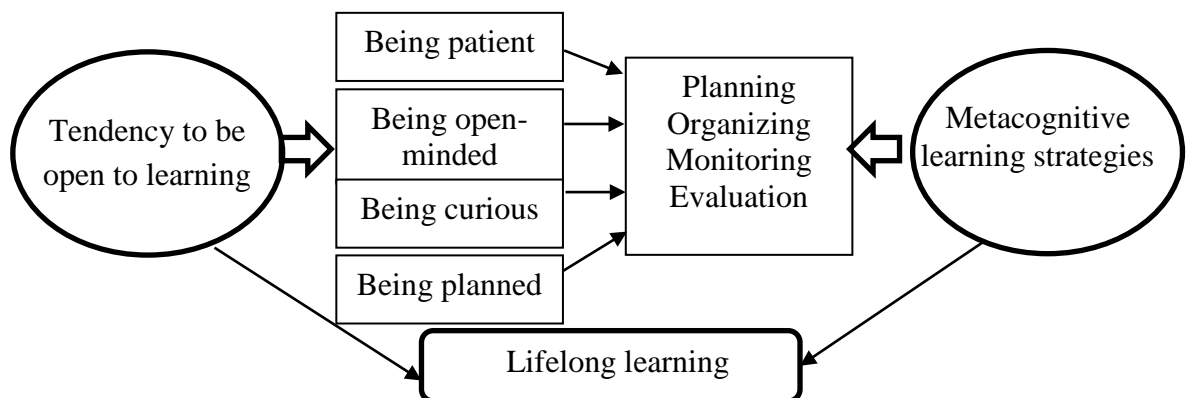 Tendency to be
open to learning
Being patient
Being open-
minded
Being curious
Being planned
Planning
Organizing
Monitoring
Evaluation
Metacognitive
learning strategies
Lifelong learning